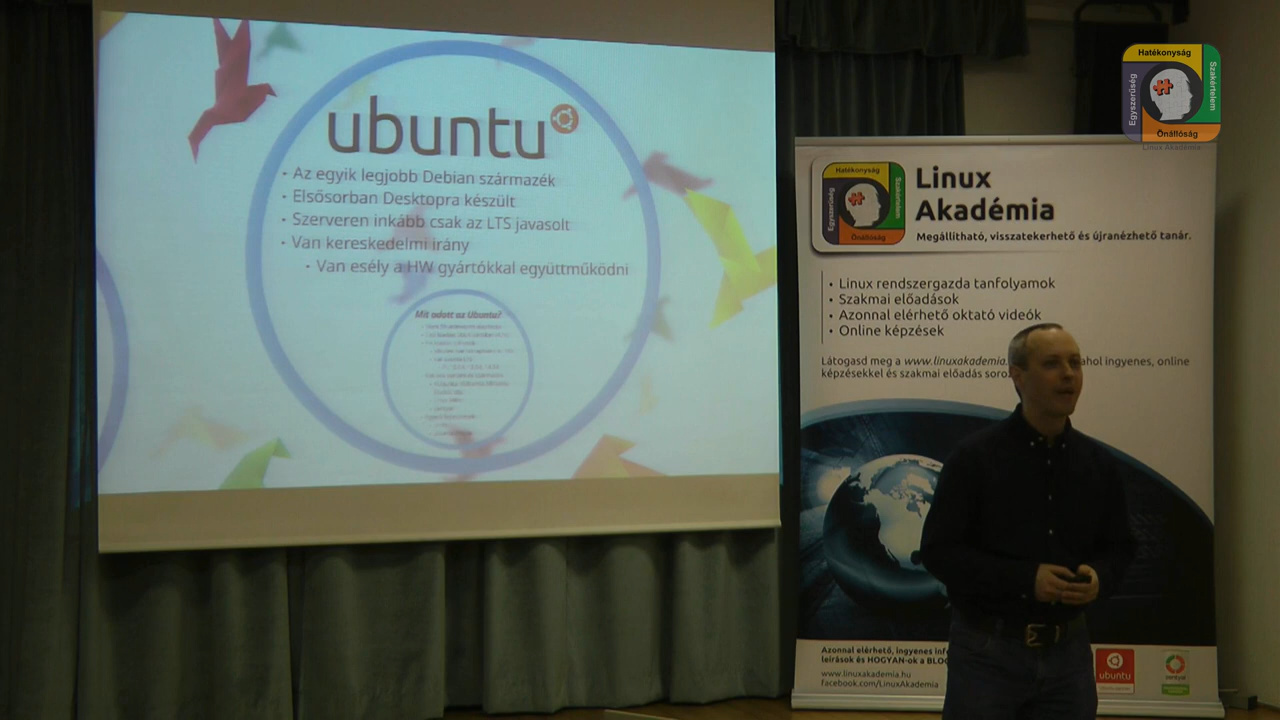 ubuntu
• Az egyik legjobb Debian származék
• Elsősorban Desktopra készült
• Szerveren inkább csak az LTS javasolt
• Van kereskedelmi irány
• Van esély a HW gyártókkal együttműködni
Mit adott az Ubuntu?
Hatékonyság
Egyszerűség
Szakértelem
Önállóság
Linux Akadémia
Hatékonyság
Egyszerűség
Szakértelem
Önállóság
Linux
Akadémia
Megállítható, visszatekerhető és újranézhető tanár.
• Linux rendszergazda tanfolyamok
• Szakmai előadások
• Azonnal elérhető oktató videók
• Online képzések
Látogasd meg a www.linuxakadémia. ahol ingyenes, online
képzésekkel és szakmai előadás
Azonnal elérhető, ingyenes
leírások és HOGYAN-ok a
www.linuxakademia.hu
facebook.com/LinuxAkademia
ubuntu
zentyal